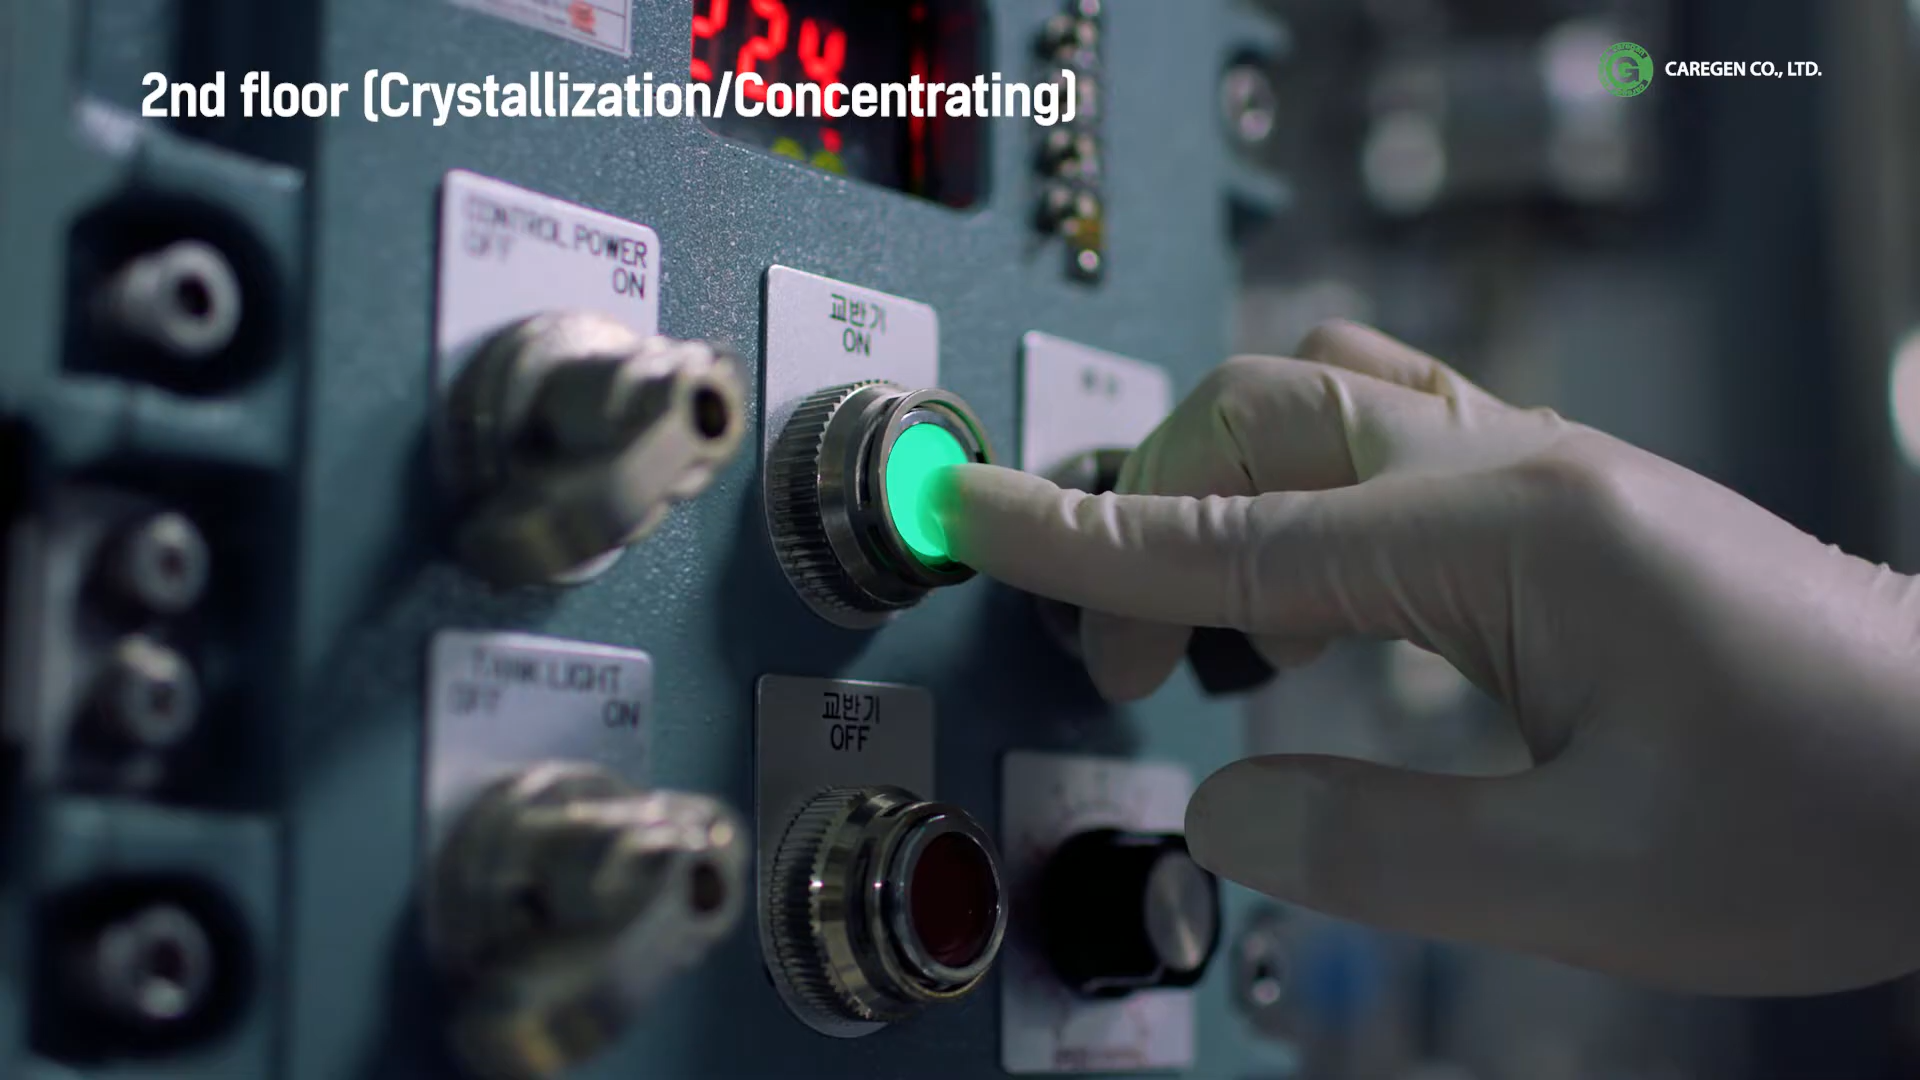 224
2nd floor (Crystallization/Concentrating)
CAREGEN CO., LTD.
CONTROL POWER
OFF ON
교반기
ON
TANK LIGHT
OFF ON
교반기
OFF